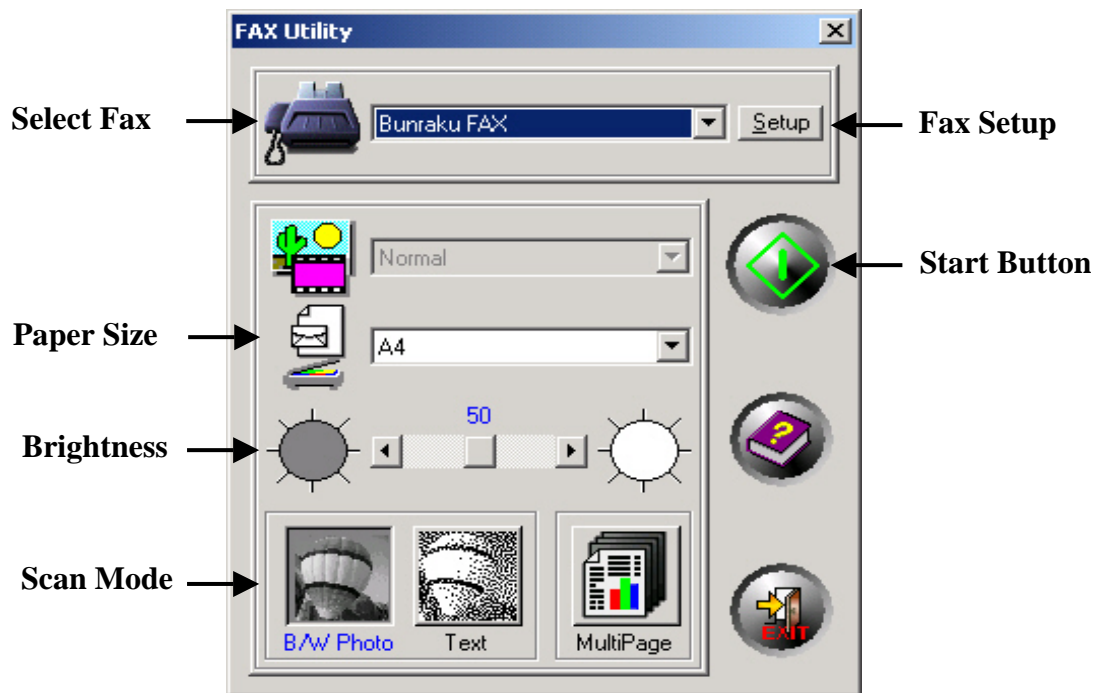 FAX Utility
Select Fax
Bunraku FAX
Setup
Fax Setup
Normal
Start Button
Paper Size
A4
50
Brightness
?
Scan Mode
B/W Photo
Text
MultiPage
EXIT